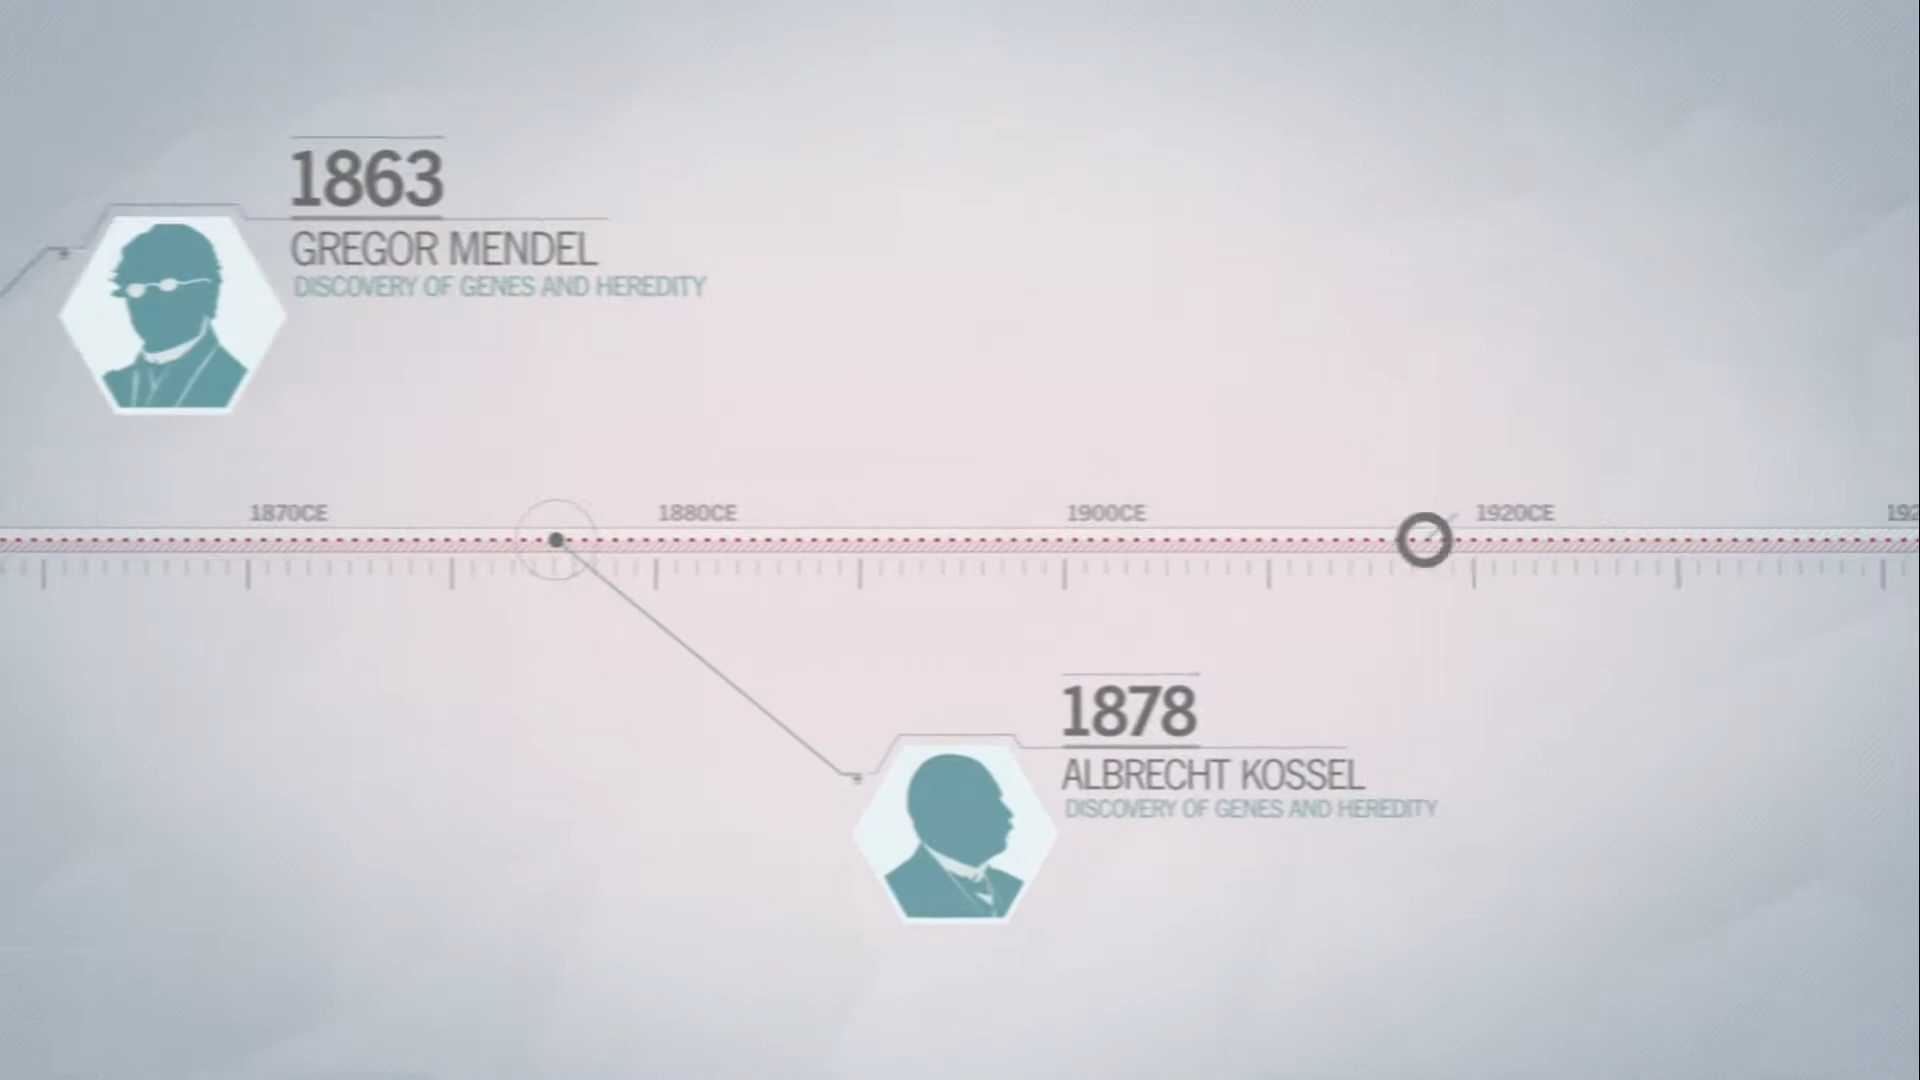 1863
GREGOR MENDEL
DISCOVERY OF GENES AND HEREDITY
1870CE
1880CE
1900CE
1920CE
1878
ALBRECHT KOSSEL
DISCOVERY OF GENES AND HEREDITY